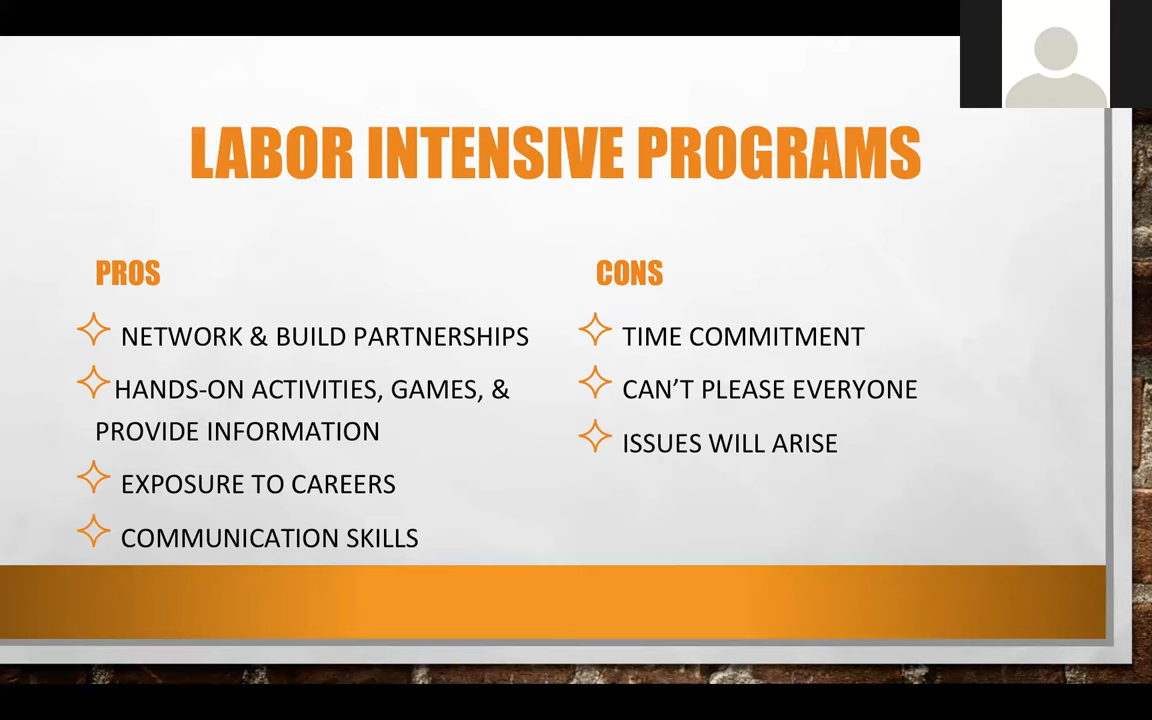 LABOR INTENSIVE PROGRAMS
PROS
NETWORK & BUILD PARTNERSHIPS
HANDS-ON ACTIVITIES, GAMES, &
PROVIDE INFORMATION
EXPOSURE TO CAREERS
COMMUNICATION SKILLS
CONS
TIME COMMITMENT
CAN’T PLEASE EVERYONE
ISSUES WILL ARISE